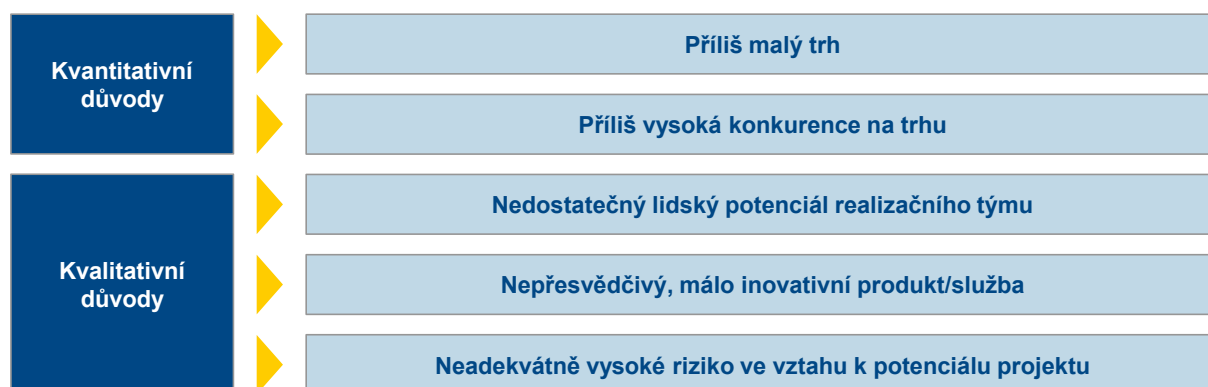 Kvantitativní
důvody
Příliš malý trh
Příliš vysoká konkurence na trhu
Kvalitativní
důvody
Nedostatečný lidský potenciál realizačního týmu
Nepřesvědčivý, málo inovativní produkt/služba
Neadekvátně vysoké riziko ve vztahu k potenciálu projektu